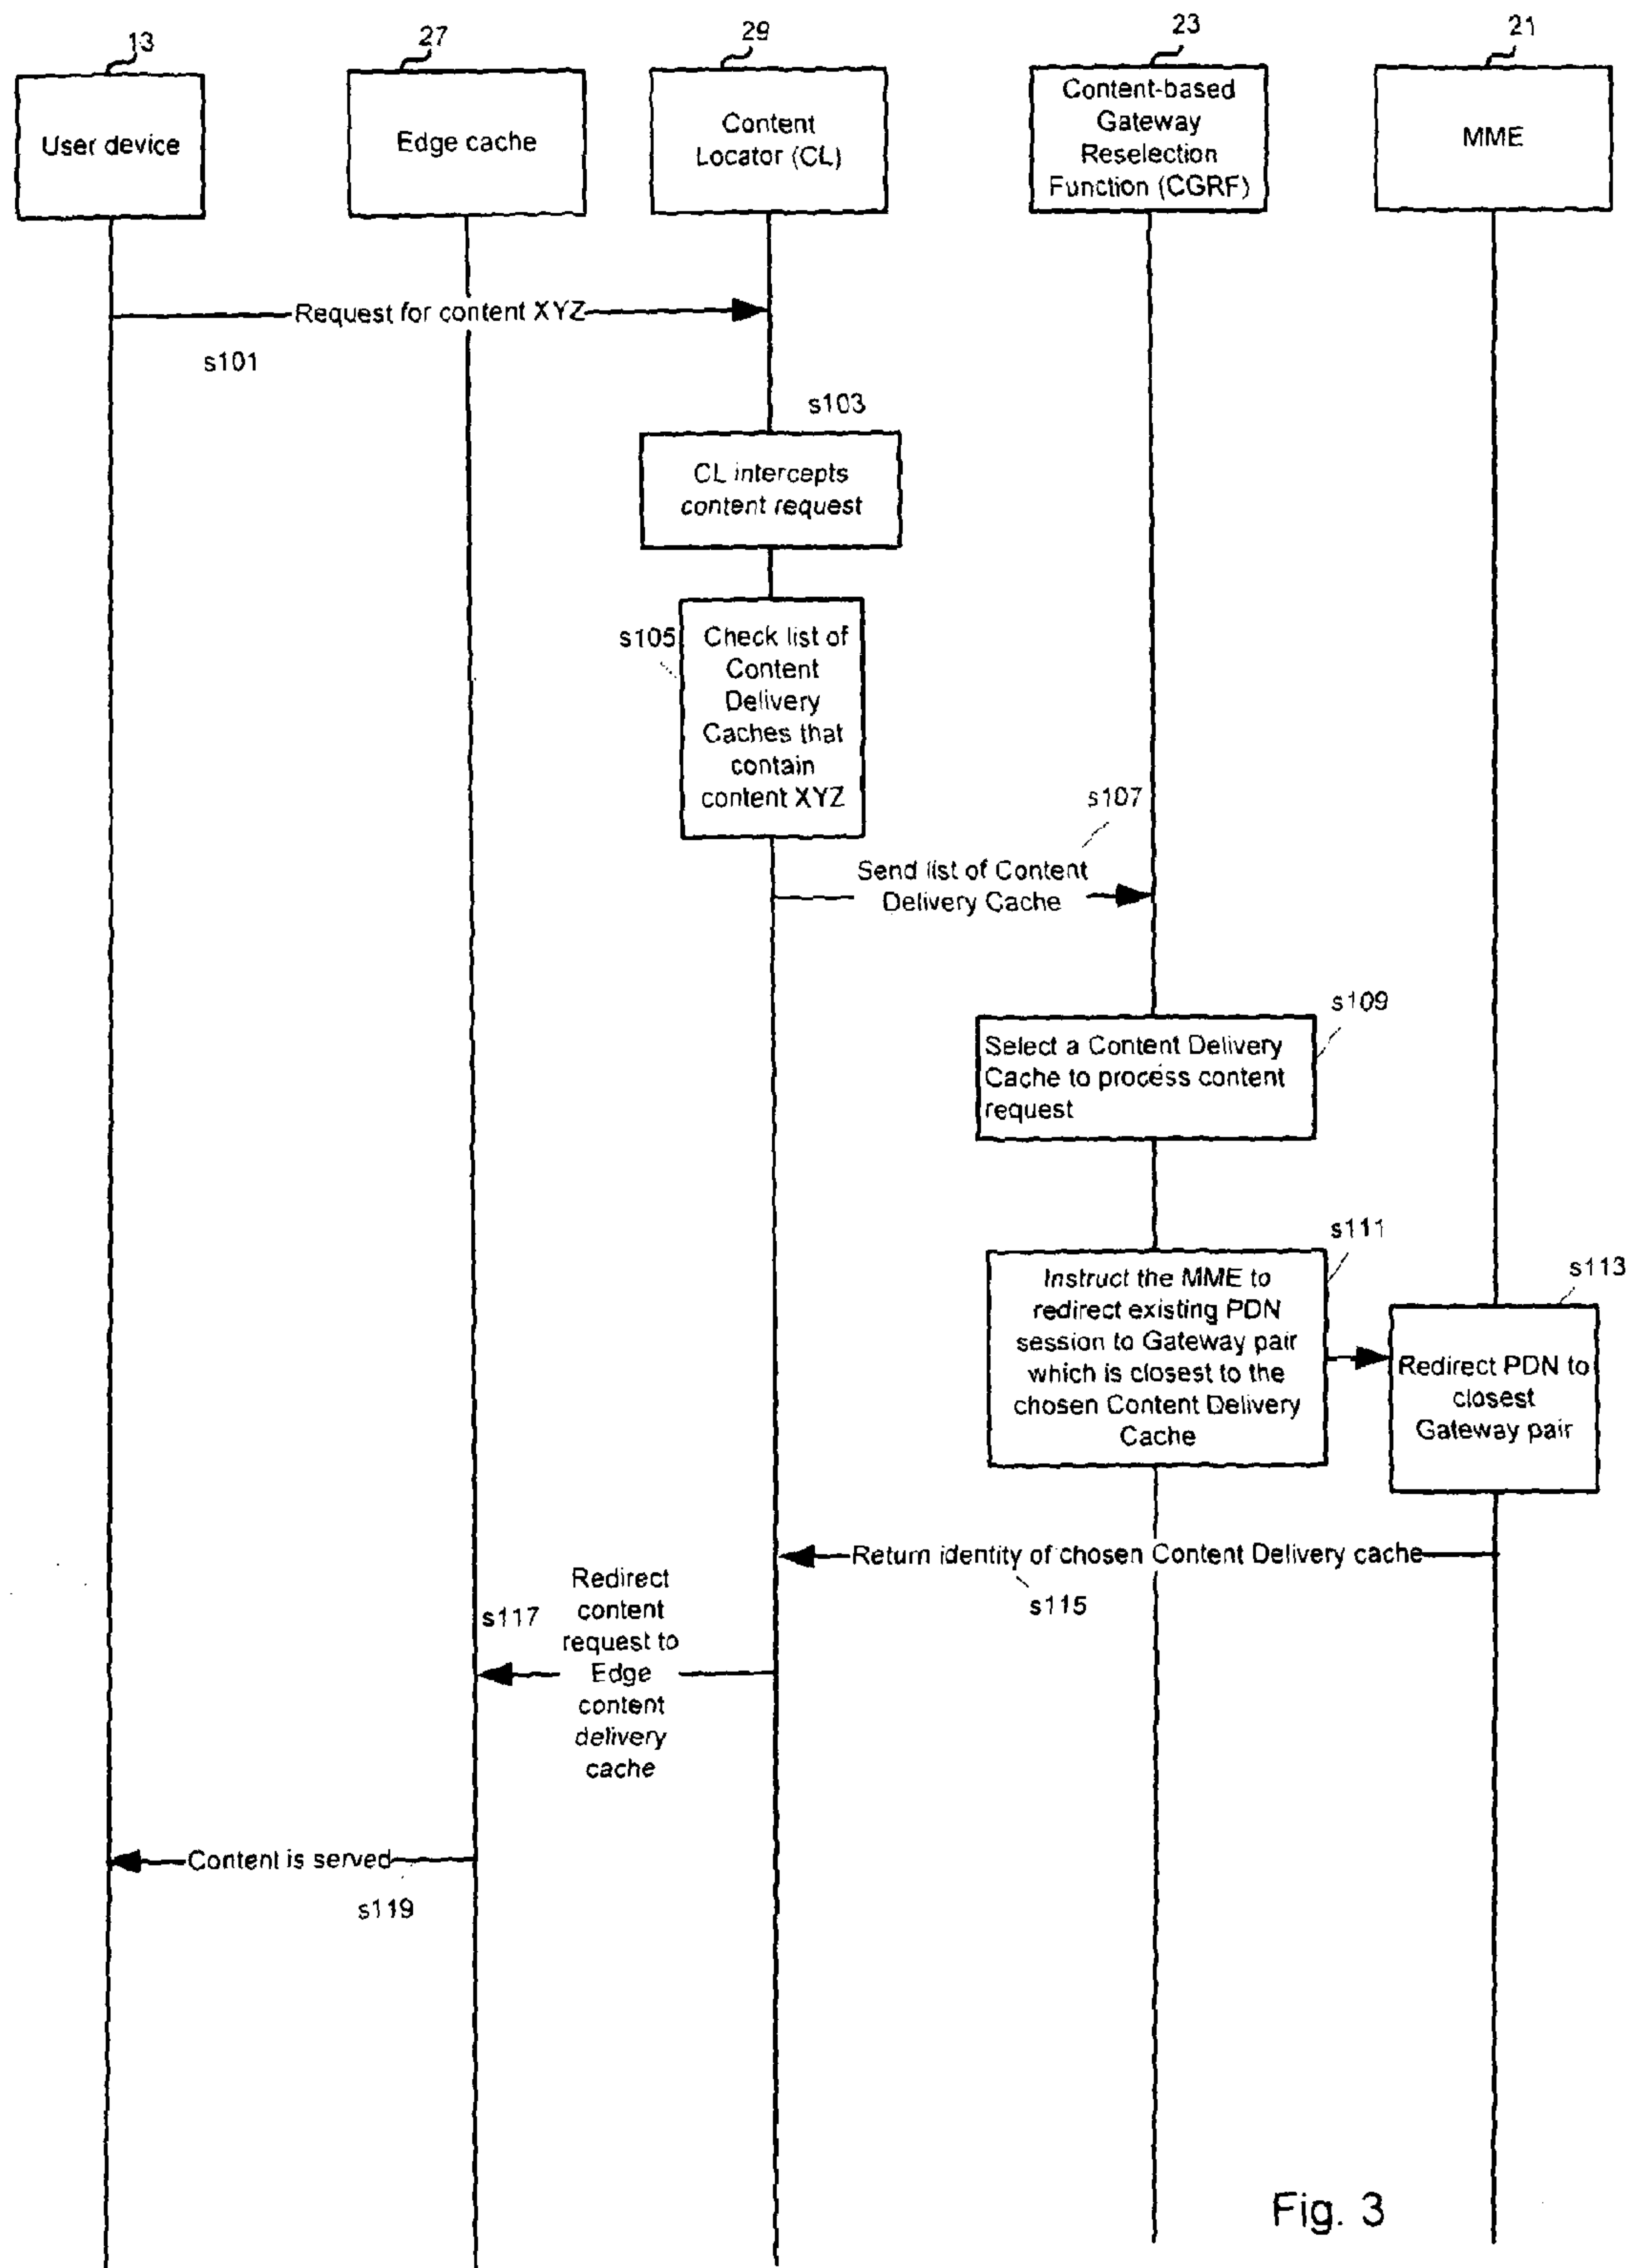 13
27
29
23
21
User device
Edge cache
Content
Locator (CL)
Content-based
Gateway
Reselection
Function (CGRF)
MME
Request for content XYZ
s101
s103
CL intercepts
content request
s105
Check list of
Content
Delivery
Caches that
contain
content XYZ
s107
Send list of Content
Delivery Cache
s109
Select a Content Delivery
Cache to process content
request
s111
Instruct the MME to
redirect existing PDN
session to Gateway pair
which is closest to the
chosen Content Delivery
Cache
s113
Redirect PDN to
closest
Gateway pair
Return identity of chosen Content Delivery cache
s115
s117
Redirect
content
request to
Edge
content
delivery
cache
Content is served
s119
Fig. 3